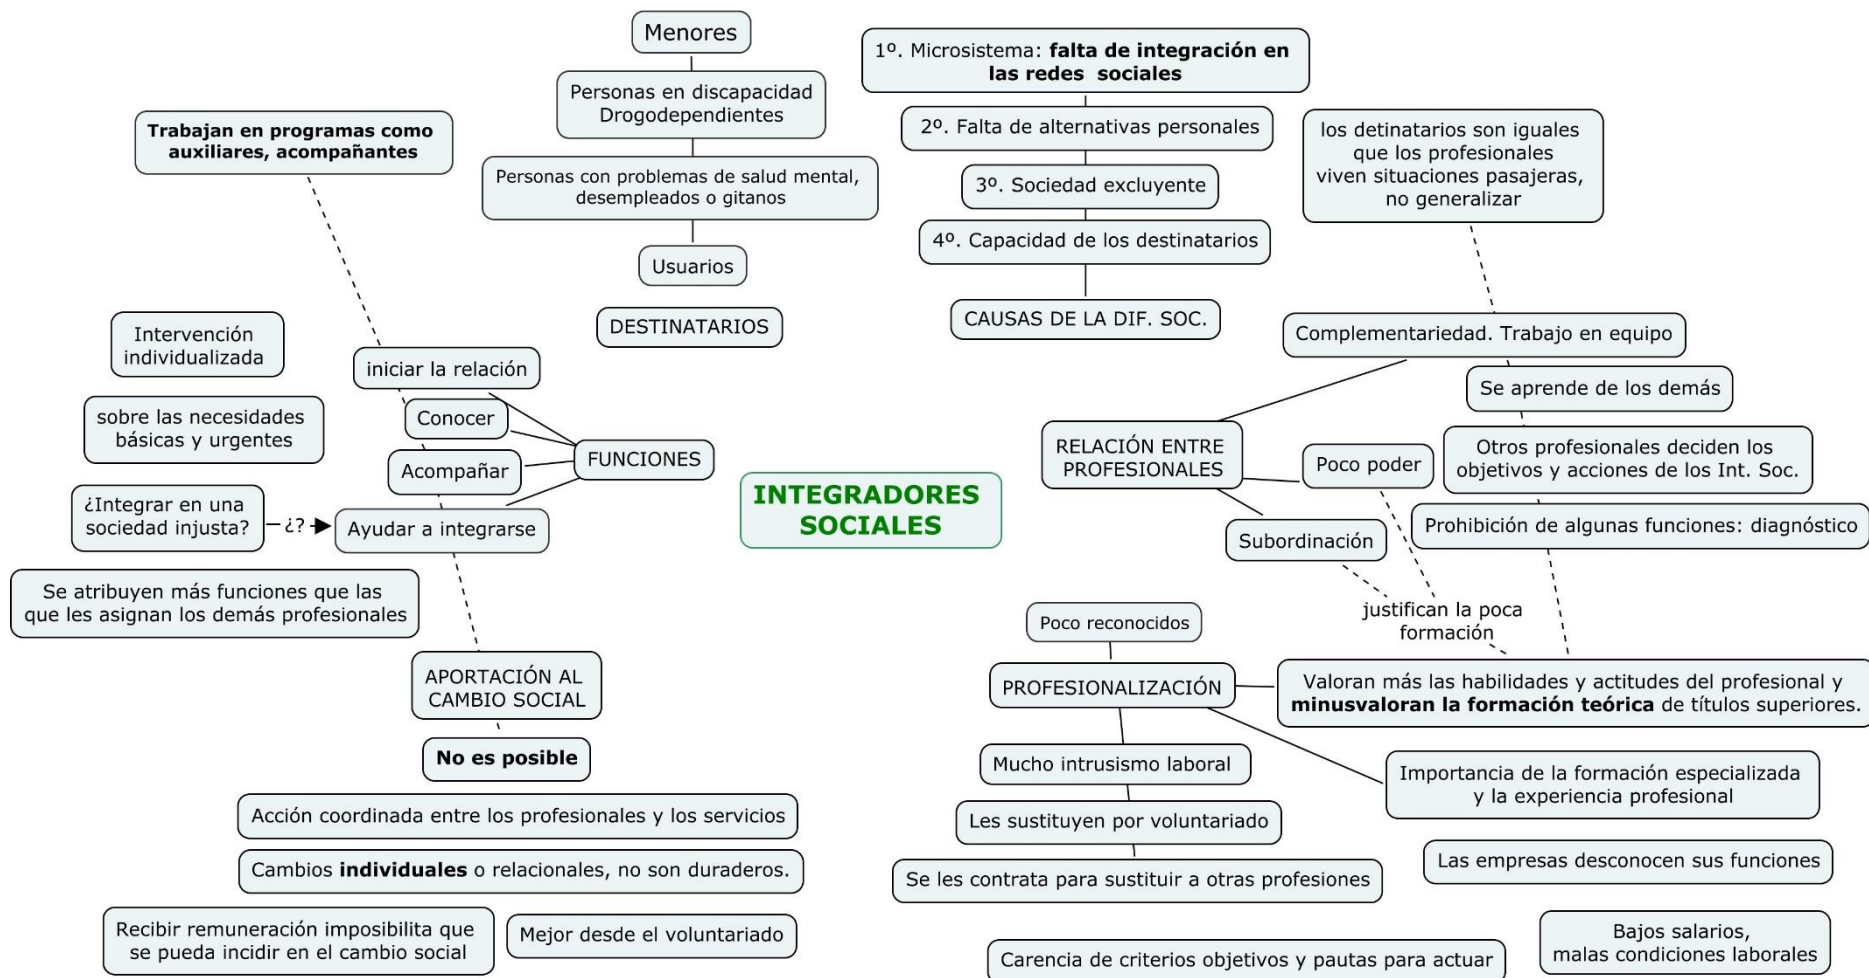 Menores
Personas en discapacidad
Drogodependientes
Personas con problemas de salud mental,
desempleados o gitanos
Usuarios
DESTINATARIOS
1º. Microsistema: falta de integración en
las redes sociales
2º. Falta de alternativas personales
3º. Sociedad excluyente
4º. Capacidad de los destinatarios
CAUSAS DE LA DIF. SOC.
Trabajan en programas como
auxiliares, acompañantes
los detinatarios son iguales
que los profesionales
viven situaciones pasajeras,
no generalizar
Intervención
individualizada
sobre las necesidades
básicas y urgentes
¿Integrar en una
sociedad injusta?
¿?
Se atribuyen más funciones que las
que les asignan los demás profesionales
iniciar la relación
Conocer
Acompañar
Ayudar a integrarse
FUNCIONES
INTEGRADORES
SOCIALES
RELACIÓN ENTRE
PROFESIONALES
Complementariedad. Trabajo en equipo
Se aprende de los demás
Poco poder
Otros profesionales deciden los
objetivos y acciones de los Int. Soc.
Subordinación
Prohibición de algunas funciones: diagnóstico
justifican la poca
formación
APORTACIÓN AL
CAMBIO SOCIAL
No es posible
Acción coordinada entre los profesionales y los servicios
Cambios individuales o relacionales, no son duraderos.
Recibir remuneración imposibilita que
se pueda incidir en el cambio social
Mejor desde el voluntariado
Poco reconocidos
PROFESIONALIZACIÓN
Valoran más las habilidades y actitudes del profesional y
minusvaloran la formación teórica de títulos superiores.
Mucho intrusismo laboral
Importancia de la formación especializada
y la experiencia profesional
Les sustituyen por voluntariado
Las empresas desconocen sus funciones
Se les contrata para sustituir a otras profesiones
Bajos salarios,
malas condiciones laborales
Carencia de criterios objetivos y pautas para actuar